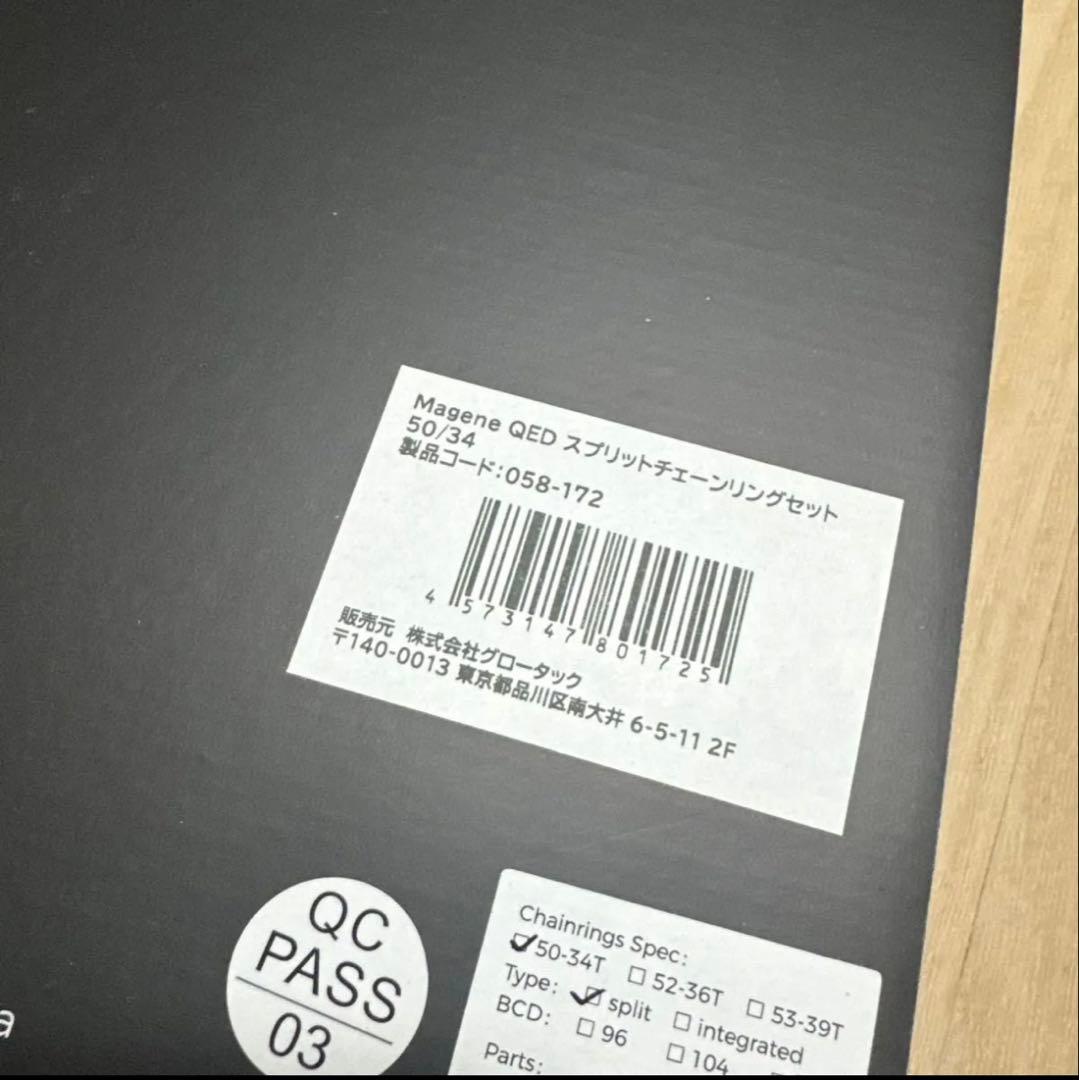 Magene QED スプリットチェーンリングセット
50/34
製品コード:058-172
4 573147 801725
販売元 株式会社グロータック
〒140-0013 東京都品川区南大井 6-5-11 2F
QC
PASS
03
Chainrings Spec:
☑50-34T ☐ 52-36T ☐ 53-39T
Type: ☑ split ☐ integrated
BCD: ☐ 96 ☐ 104
Parts:
a